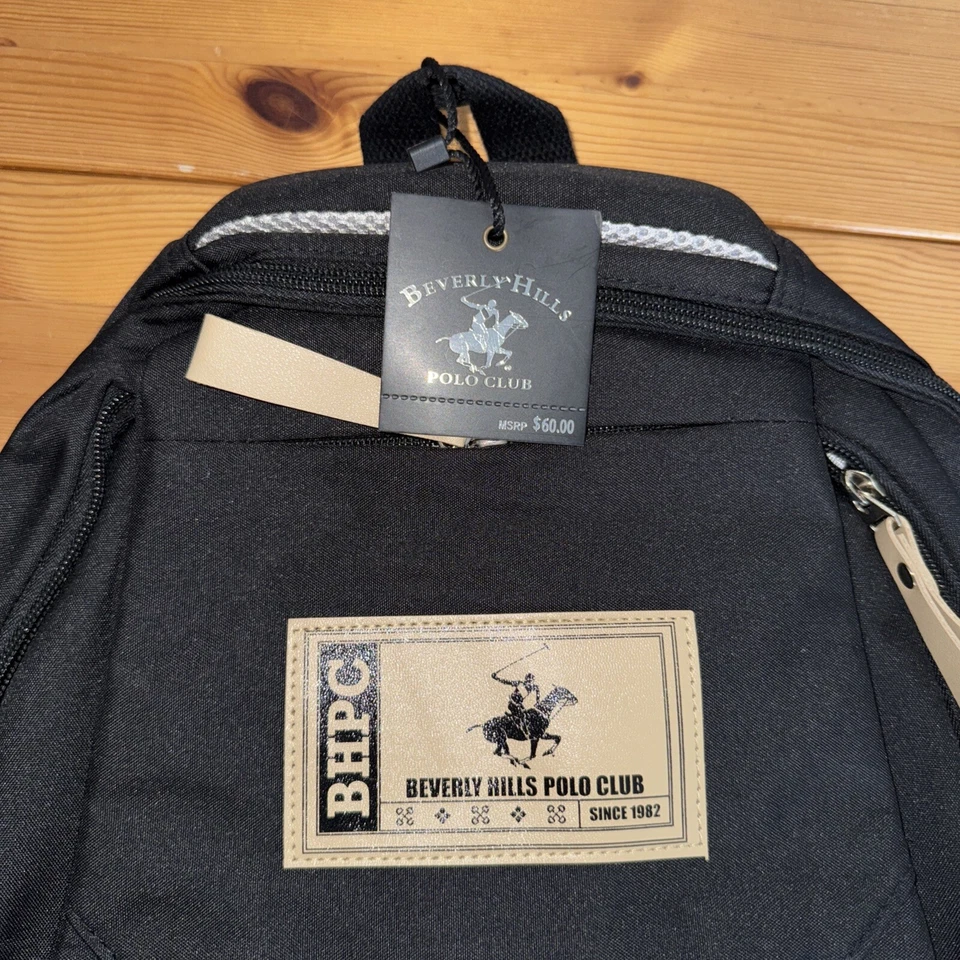 BEVERLY HILLS
POLO CLUB
®
MSRP $60.00
BHPC
BEVERLY HILLS POLO CLUB
SINCE 1982